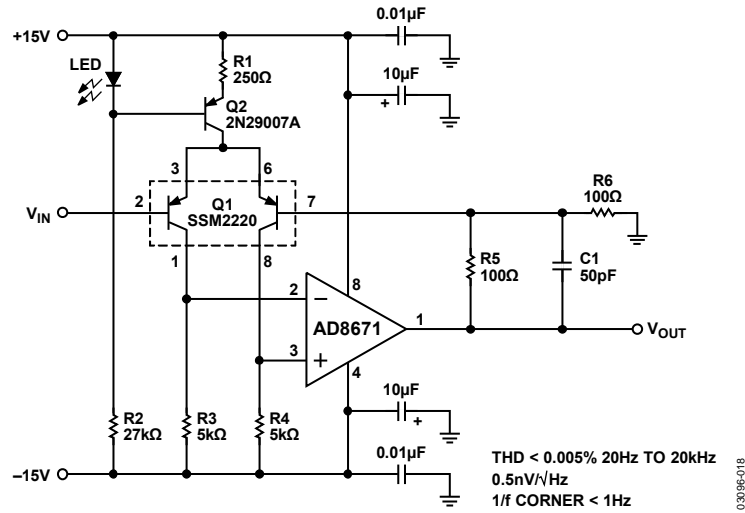 +15V
LED
R1
250Ω
0.01μF
10μF
+
Q2
2N29007A
3
6
VIN
2
Q1
SSM2220
7
R6
100Ω
1
8
R5
100Ω
C1
50pF
2
−
8
AD8671
1
VOUT
3
+
4
R2
27kΩ
R3
5kΩ
R4
5kΩ
10μF
+
0.01μF
−15V
THD < 0.005% 20Hz TO 20kHz
0.5nV/√Hz
1/f CORNER < 1Hz
03096-018